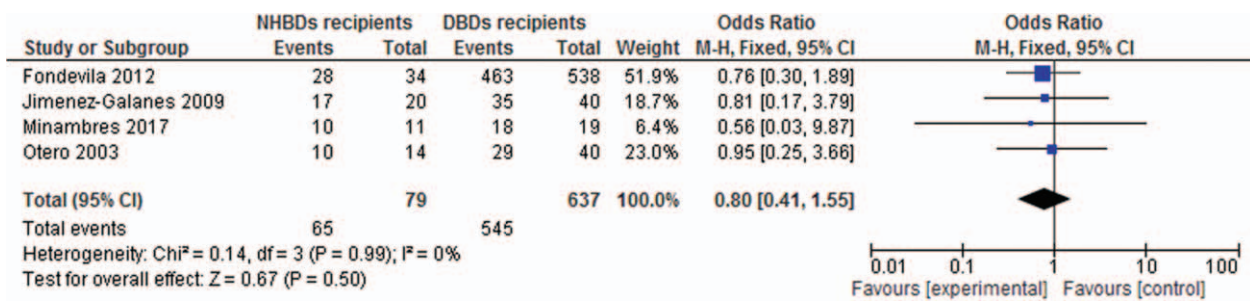 NHBDs recipients DBDs recipients Odds Ratio Odds Ratio
Study or Subgroup Events Total Events Total Weight M-H, Fixed, 95% CI M-H, Fixed, 95% CI
Fondevila 2012 28 34 463 538 51.9% 0.76 [0.30, 1.89]
Jimenez-Galanes 2009 17 20 35 40 18.7% 0.81 [0.17, 3.79]
Minambres 2017 10 11 18 19 6.4% 0.56 [0.03, 9.87]
Otero 2003 10 14 29 40 23.0% 0.95 [0.25, 3.66]
Total (95% CI) 79 637 100.0% 0.80 [0.41, 1.55]
Total events 65 545
Heterogeneity: Chi² = 0.14, df = 3 (P = 0.99); I² = 0%
Test for overall effect: Z = 0.67 (P = 0.50)
0.01 0.1 1 10 100
Favours [experimental] Favours [control]